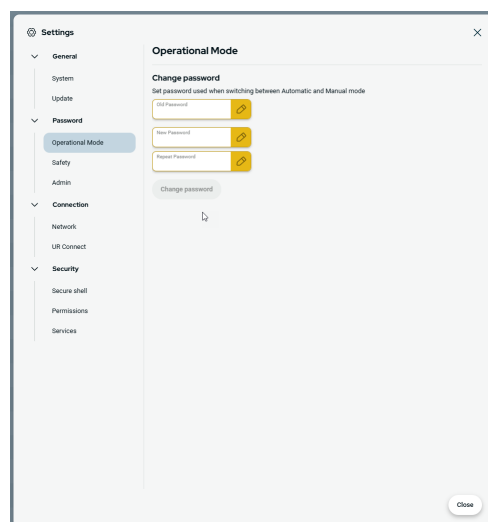 Settings
General
System
Update
Password
Operational Mode
Safety
Admin
Connection
Network
UR Connect
Security
Secure shell
Permissions
Services
Operational Mode
Change password
Set password used when switching between Automatic and Manual mode
Old Password
New Password
Repeat Password
Change password
Close